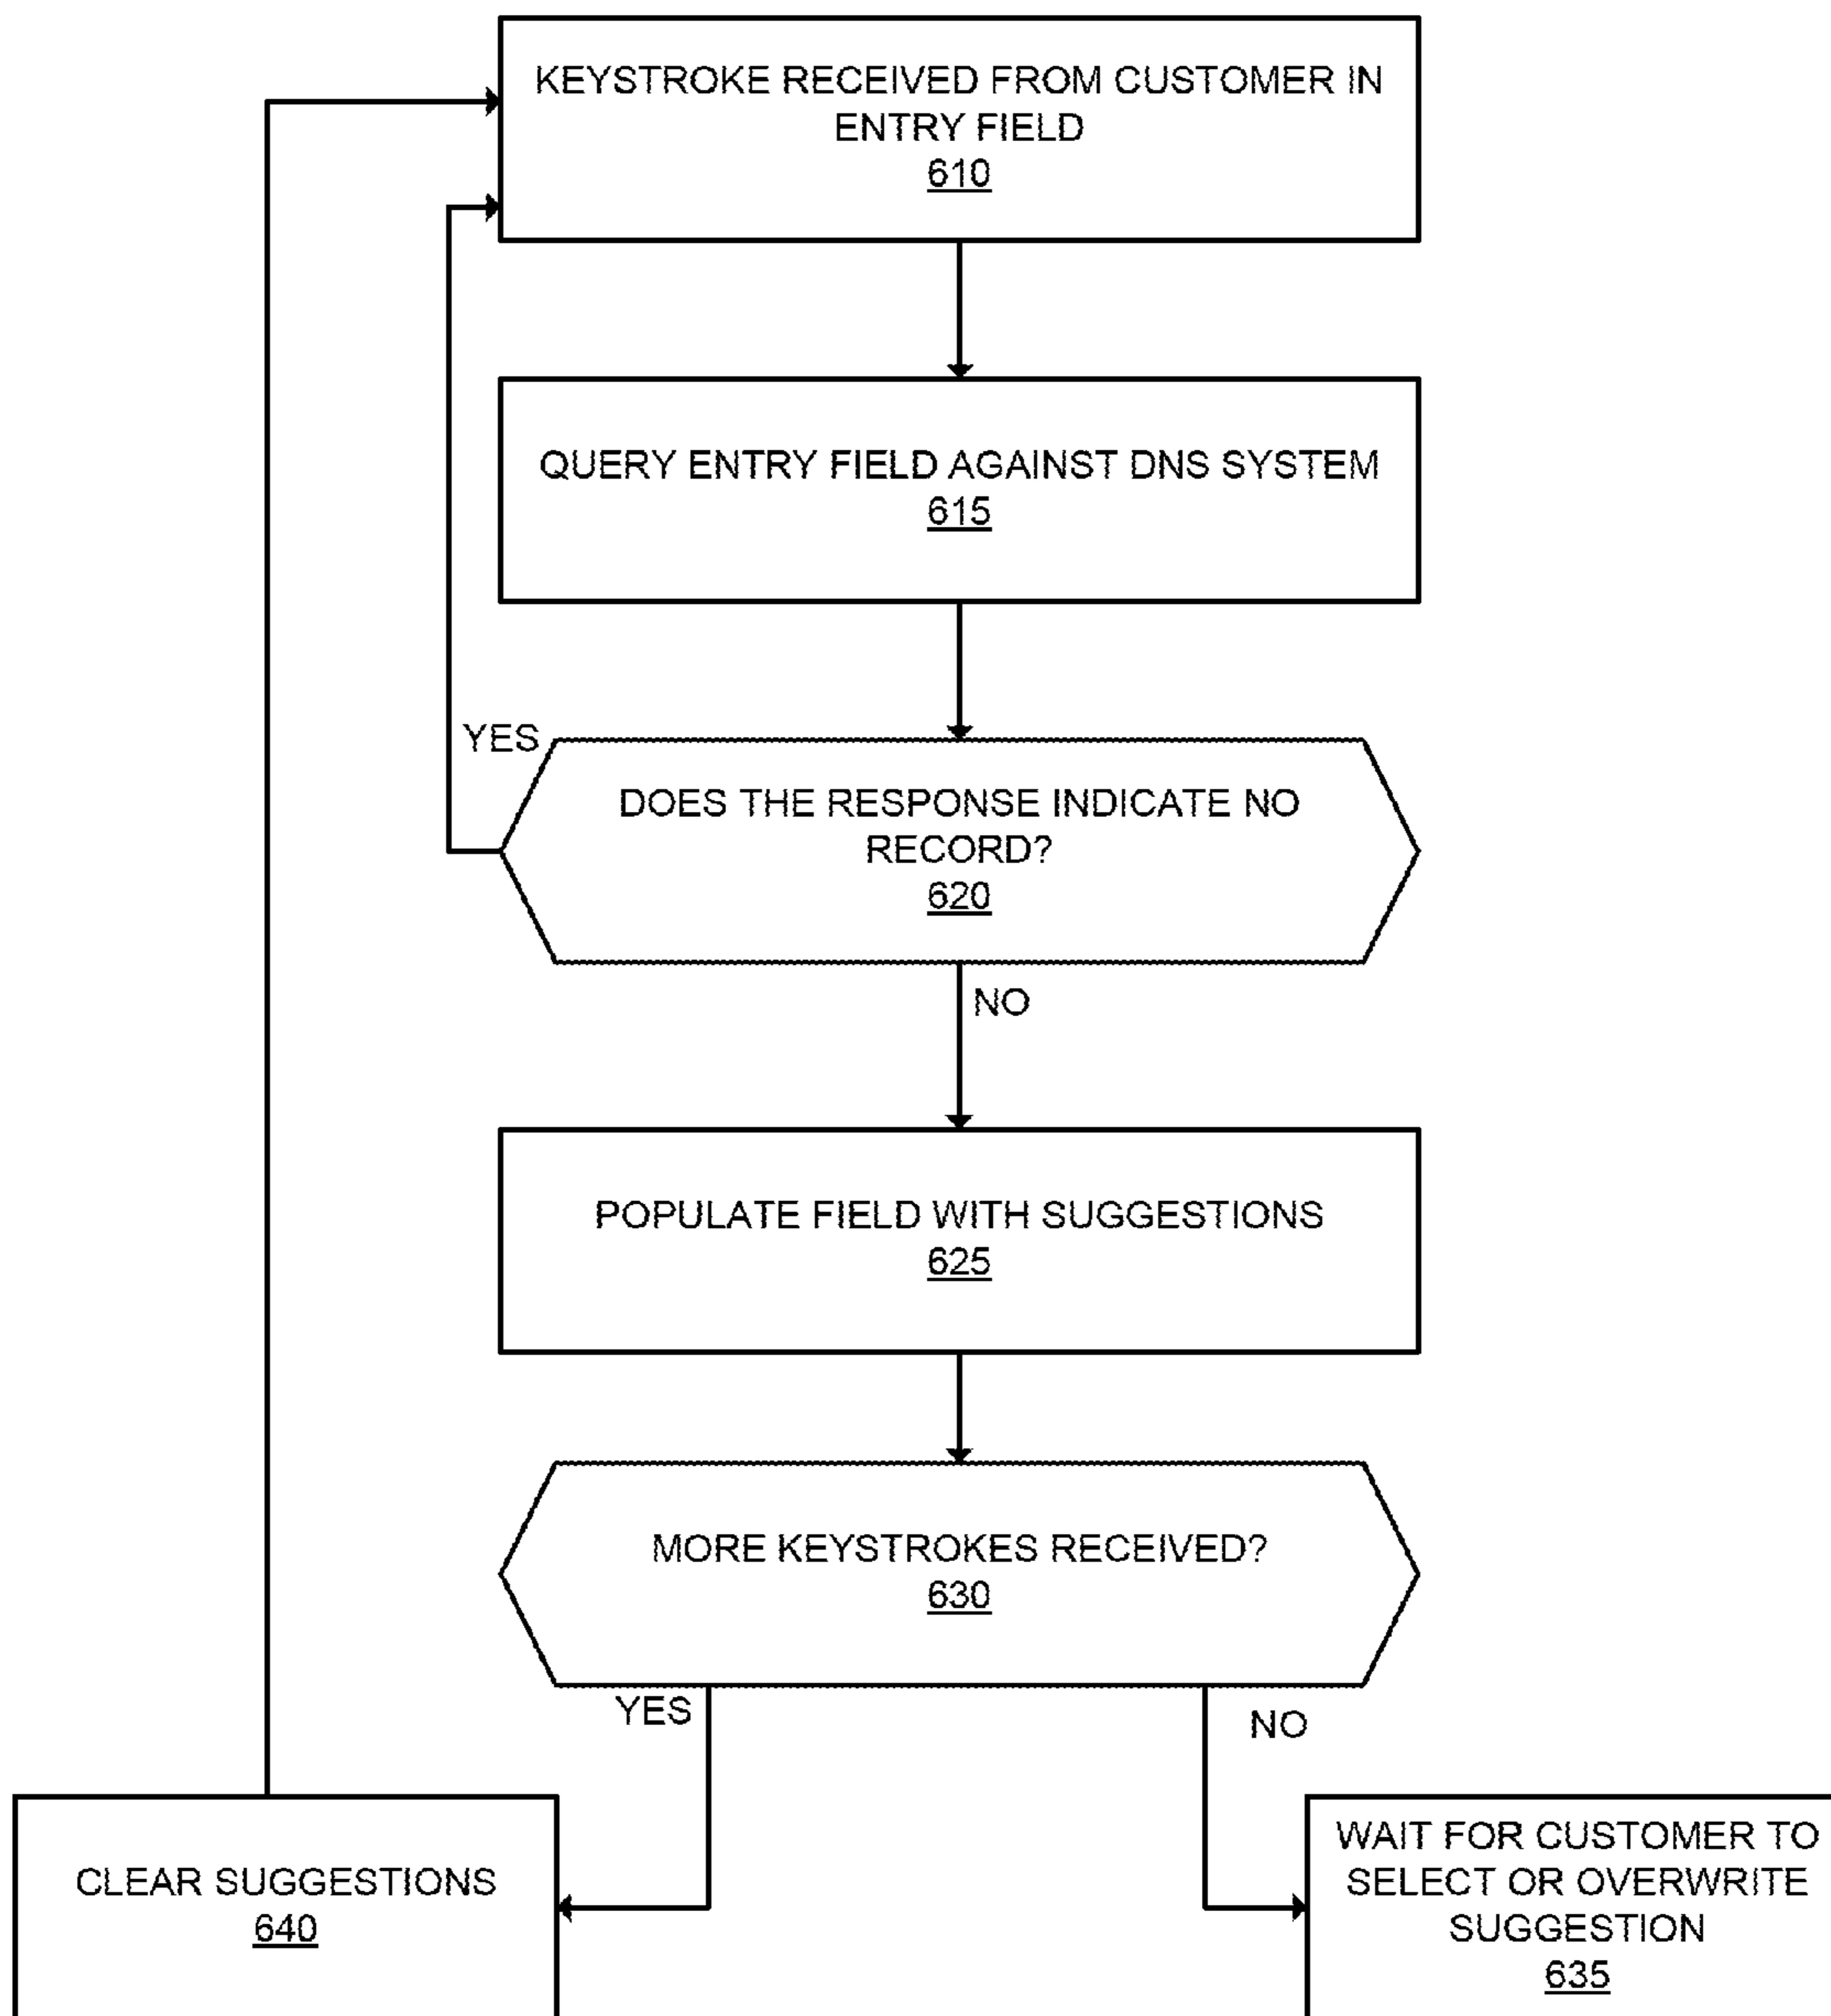 KEYSTROKE RECEIVED FROM CUSTOMER IN
ENTRY FIELD
610
QUERY ENTRY FIELD AGAINST DNS SYSTEM
615
YES
DOES THE RESPONSE INDICATE NO
RECORD?
620
NO
POPULATE FIELD WITH SUGGESTIONS
625
MORE KEYSTROKES RECEIVED?
630
YES
NO
CLEAR SUGGESTIONS
640
WAIT FOR CUSTOMER TO
SELECT OR OVERWRITE
SUGGESTION
635